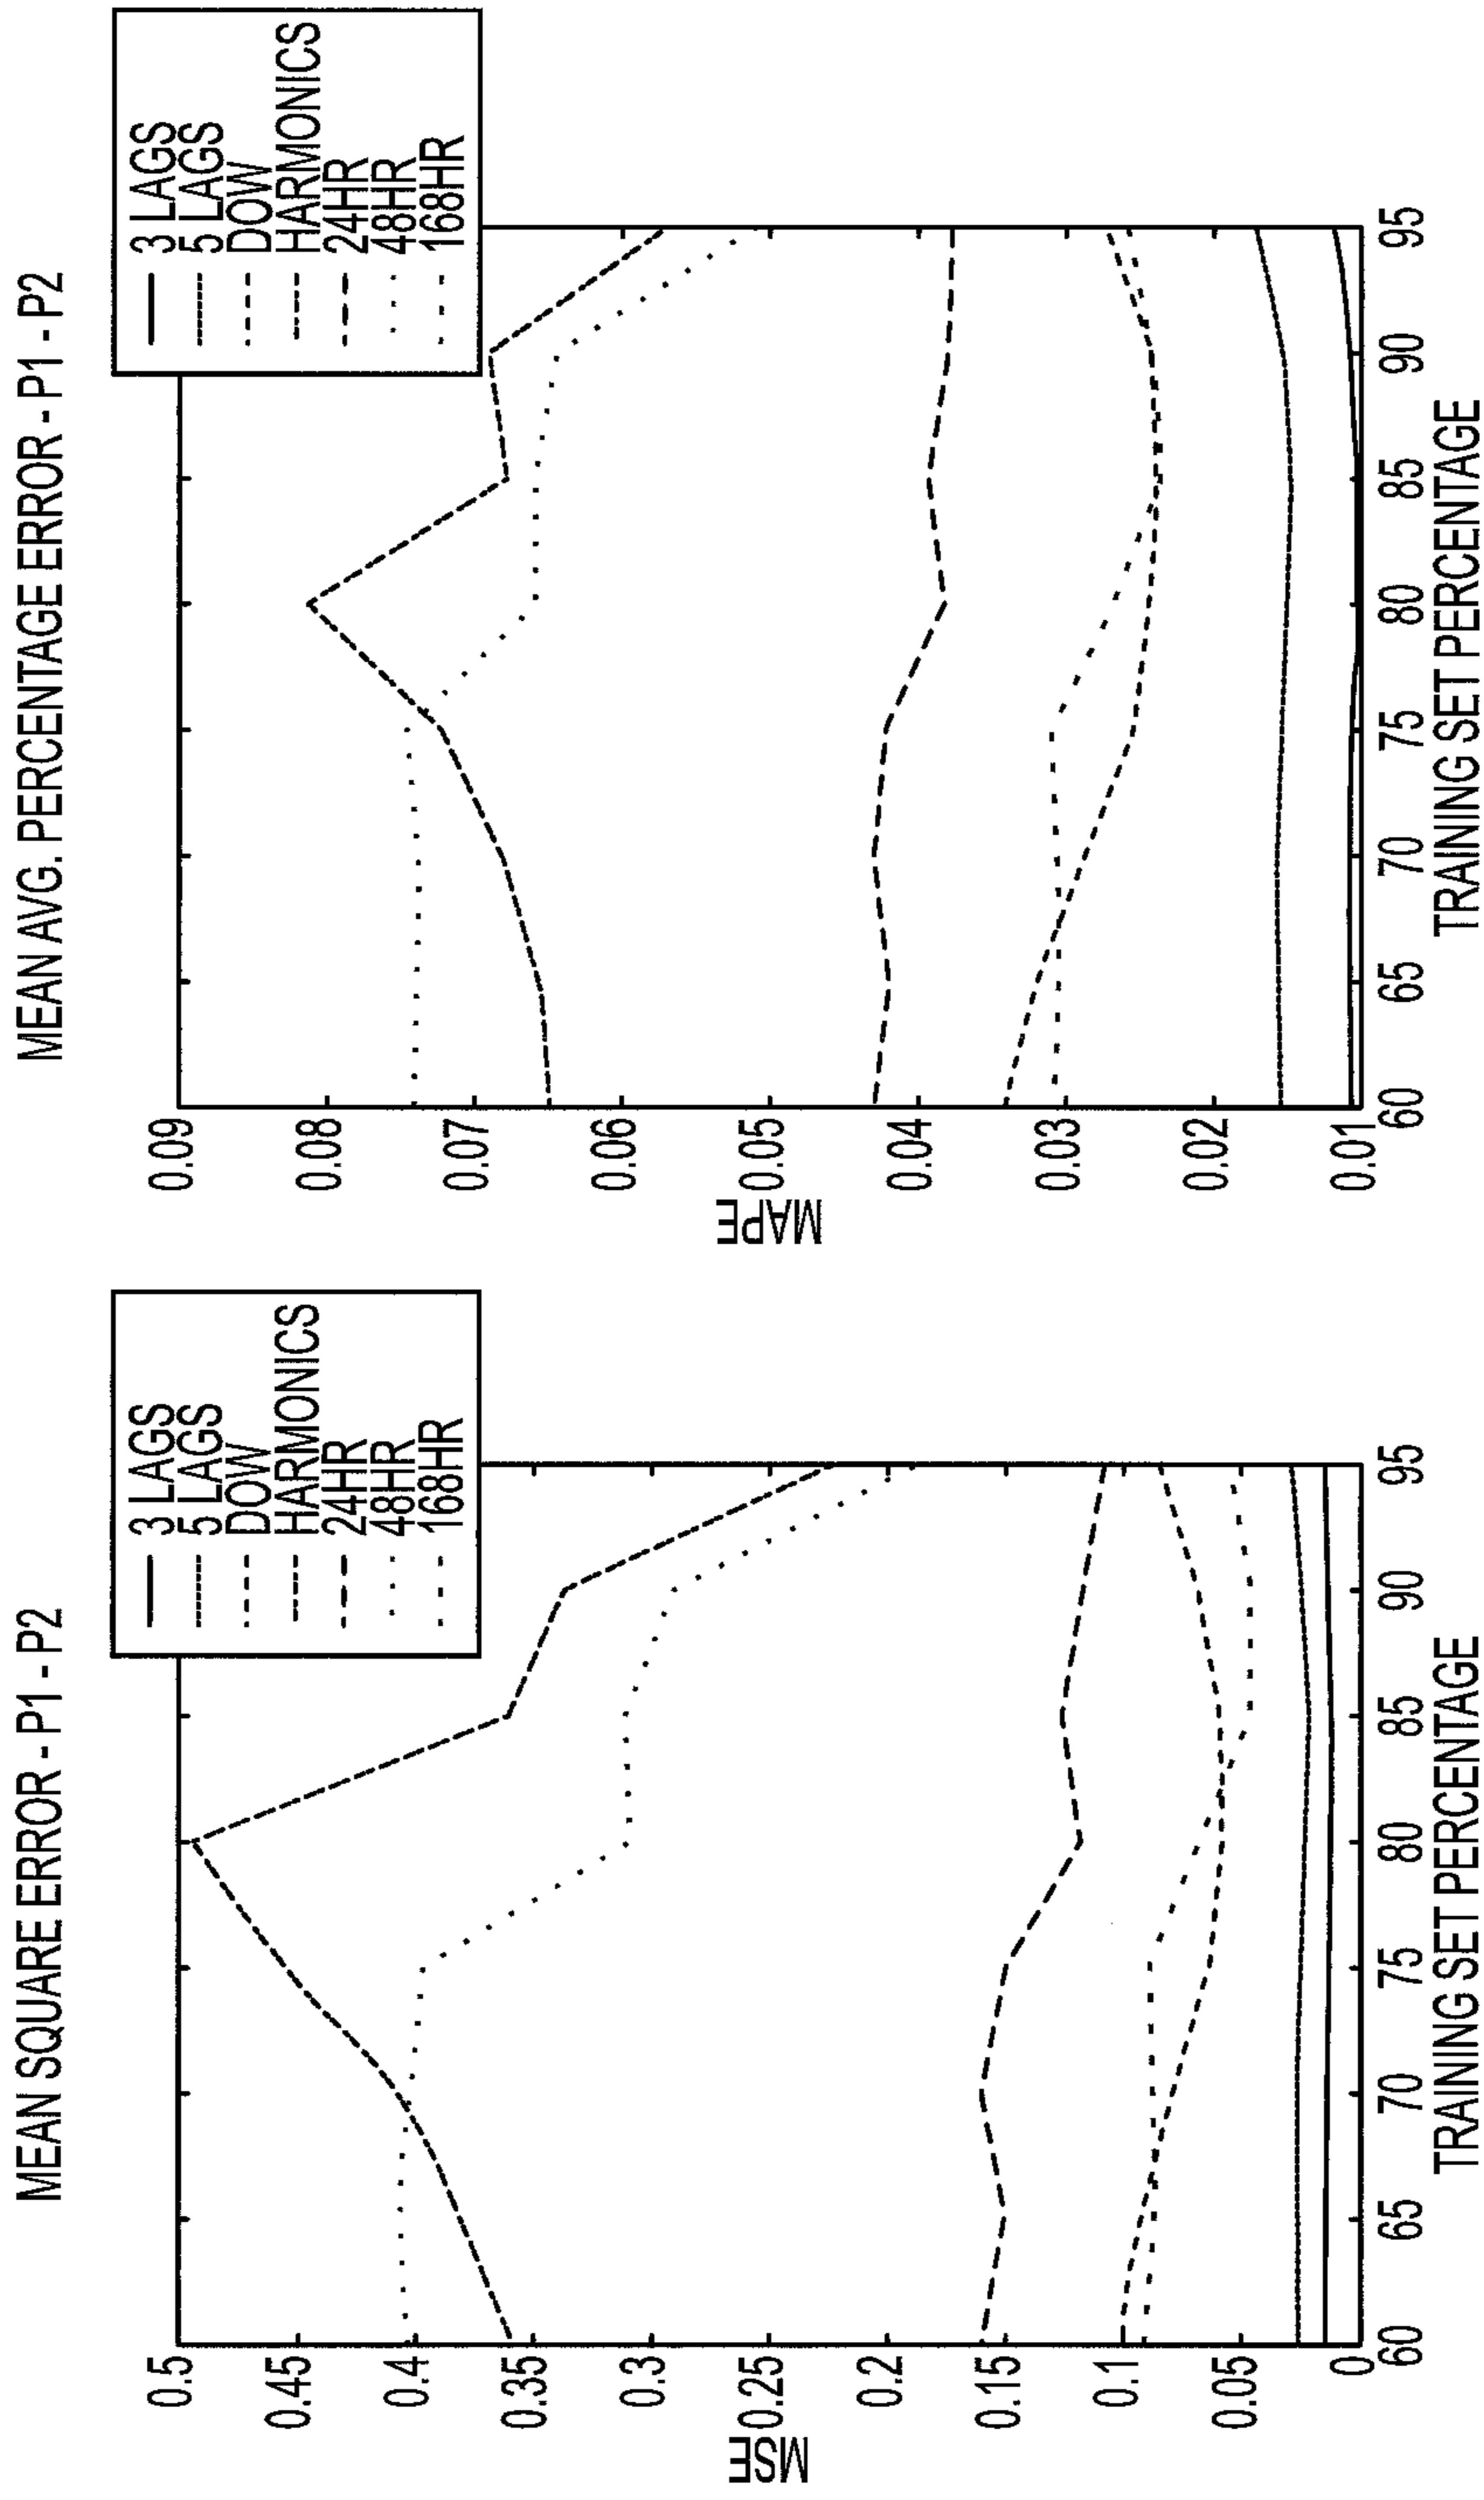 MEAN SQUARE ERROR - P1 - P2
3 LAGS
5 LAGS
DOW
HARMONICS
24HR
48HR
168HR
0.5
0.45
0.4
0.35
0.3
0.25
0.2
0.15
0.1
0.05
0
MSE
60 65 70 75 80 85 90 95
TRAINING SET PERCENTAGE
MEAN AVG. PERCENTAGE ERROR - P1 - P2
3 LAGS
5 LAGS
DOW
HARMONICS
24HR
48HR
168HR
0.09
0.08
0.07
0.06
0.05
0.04
0.03
0.02
0.01
MAPE
60 65 70 75 80 85 90 95
TRAINING SET PERCENTAGE